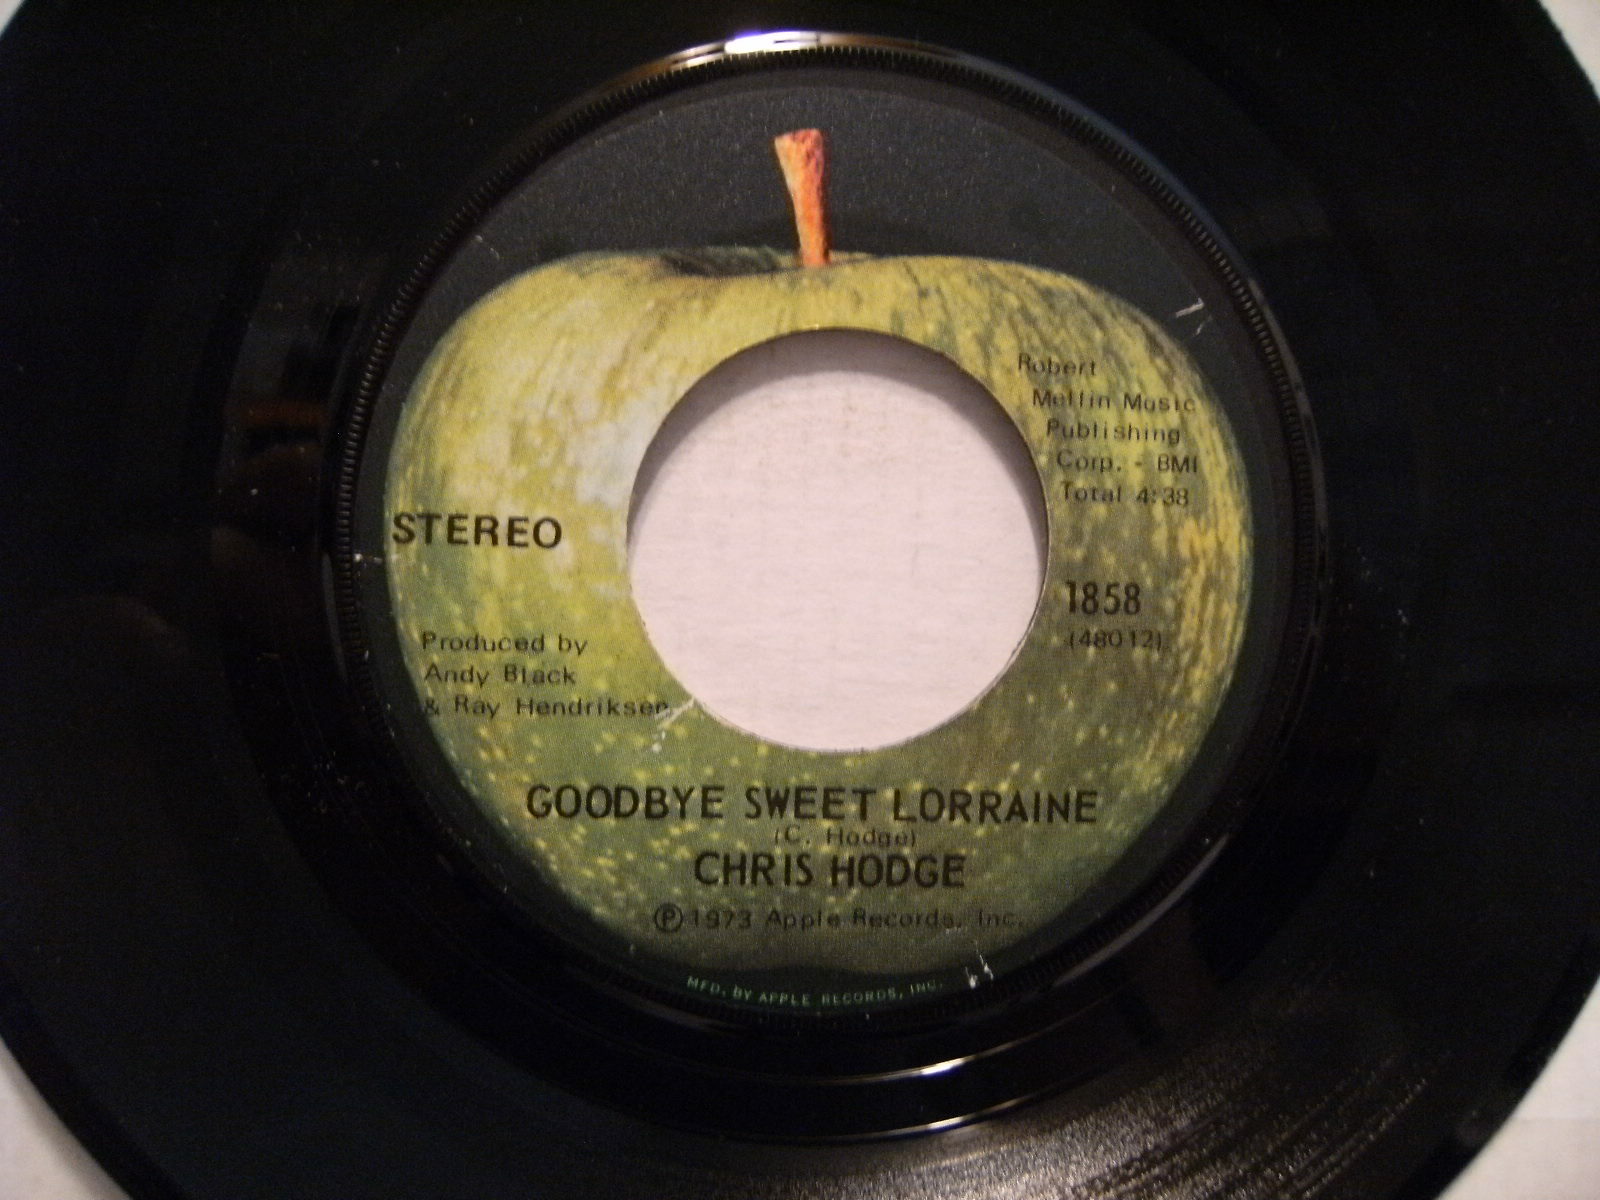 Robert
Mellin Music
Publishing
Corp. - BMI
Total 4:38
STEREO
1858
(48012)
Produced by
Andy Black
& Ray Hendriksen
GOODBYE SWEET LORRAINE
(C. Hodge)
CHRIS HODGE
Ⓟ 1973 Apple Records, Inc.
MFD. BY APPLE RECORDS, INC.